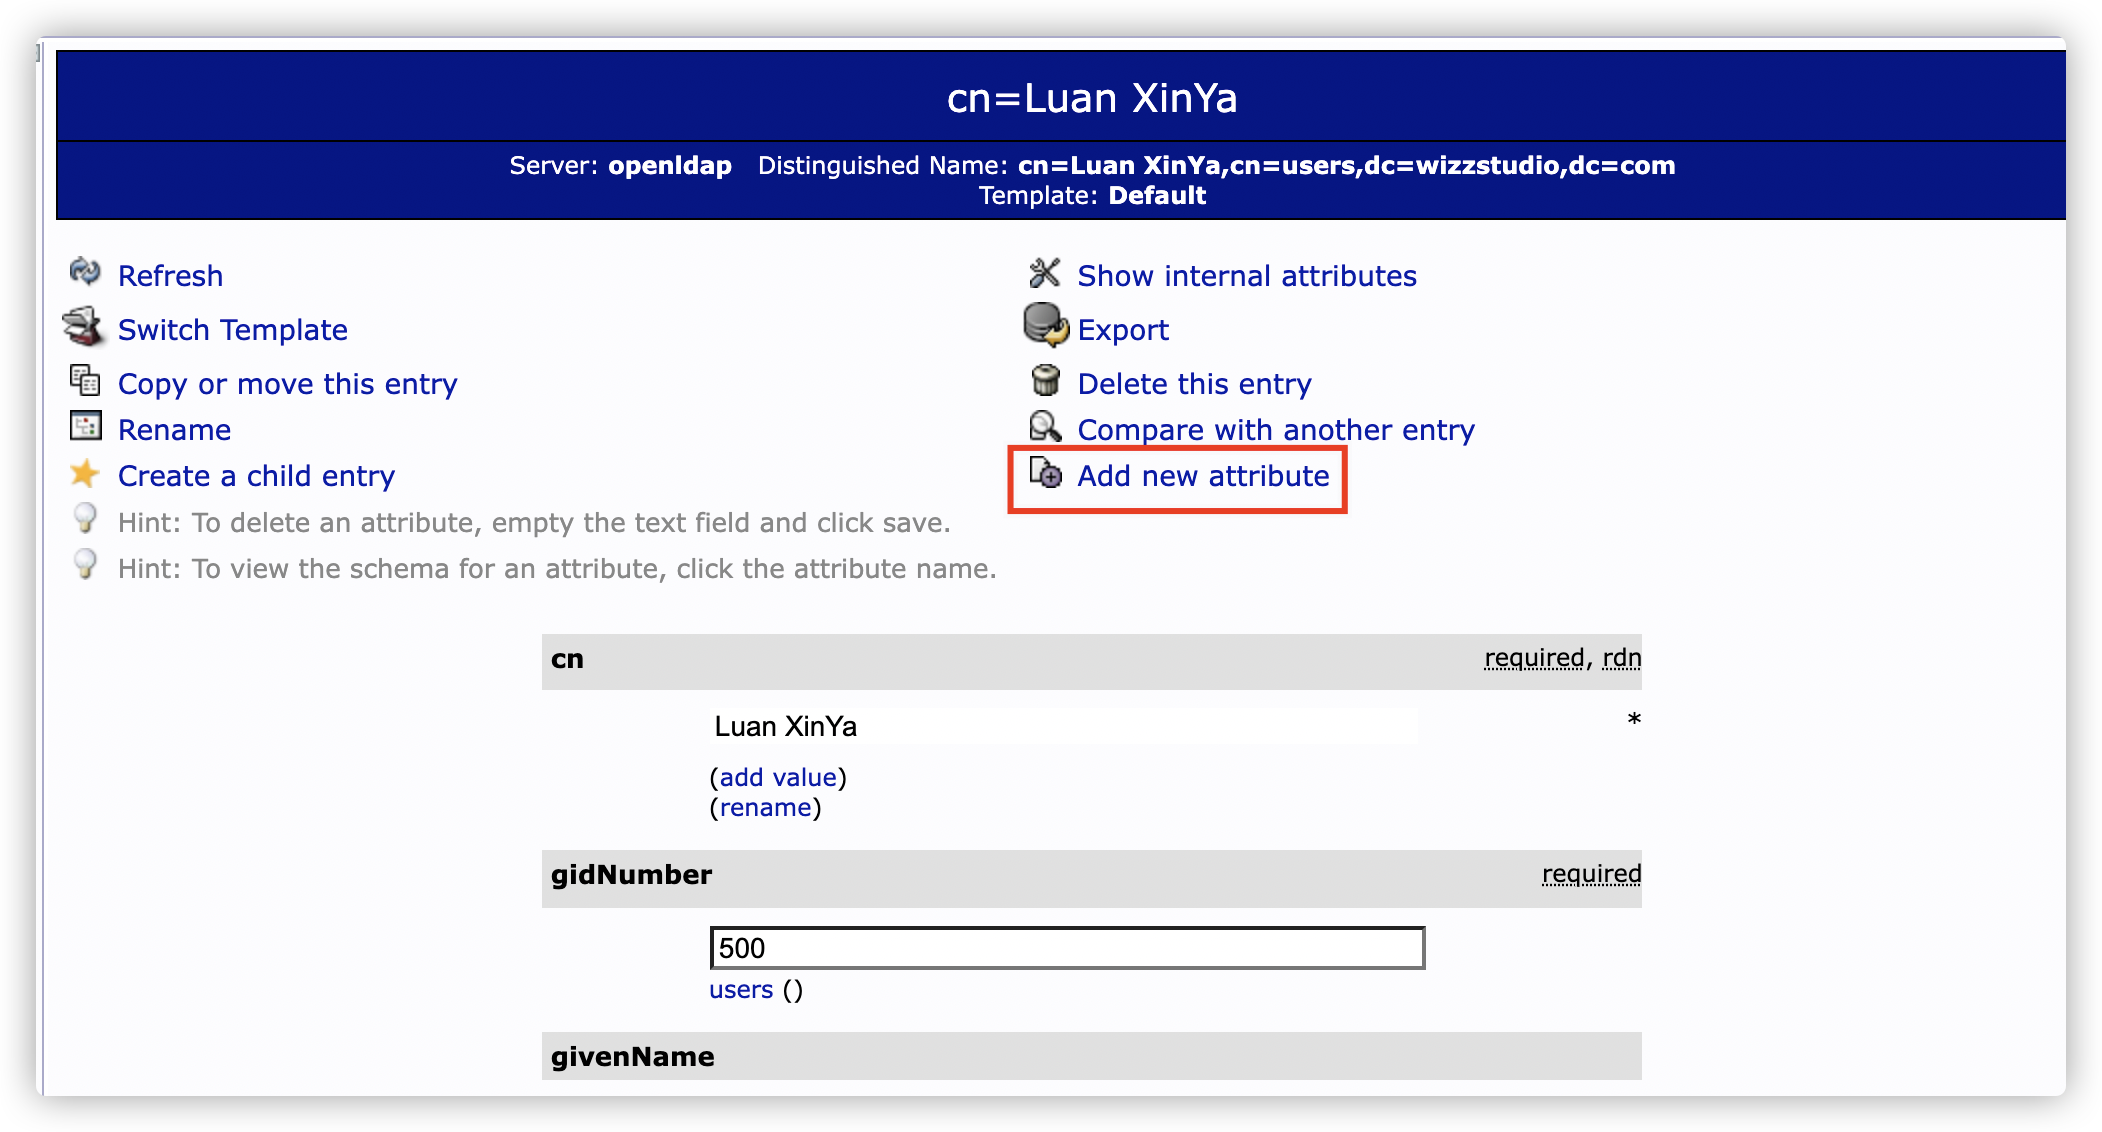 cn=Luan XinYa
Server: openldap Distinguished Name: cn=Luan XinYa,cn=users,dc=wizzstudio,dc=com
Template: Default
Refresh
Show internal attributes
Switch Template
Export
Copy or move this entry
Delete this entry
Rename
Compare with another entry
Create a child entry
Add new attribute
Hint: To delete an attribute, empty the text field and click save.
Hint: To view the schema for an attribute, click the attribute name.
cn required, rdn
Luan XinYa *
(add value)
(rename)
gidNumber required
500
users ()
givenName